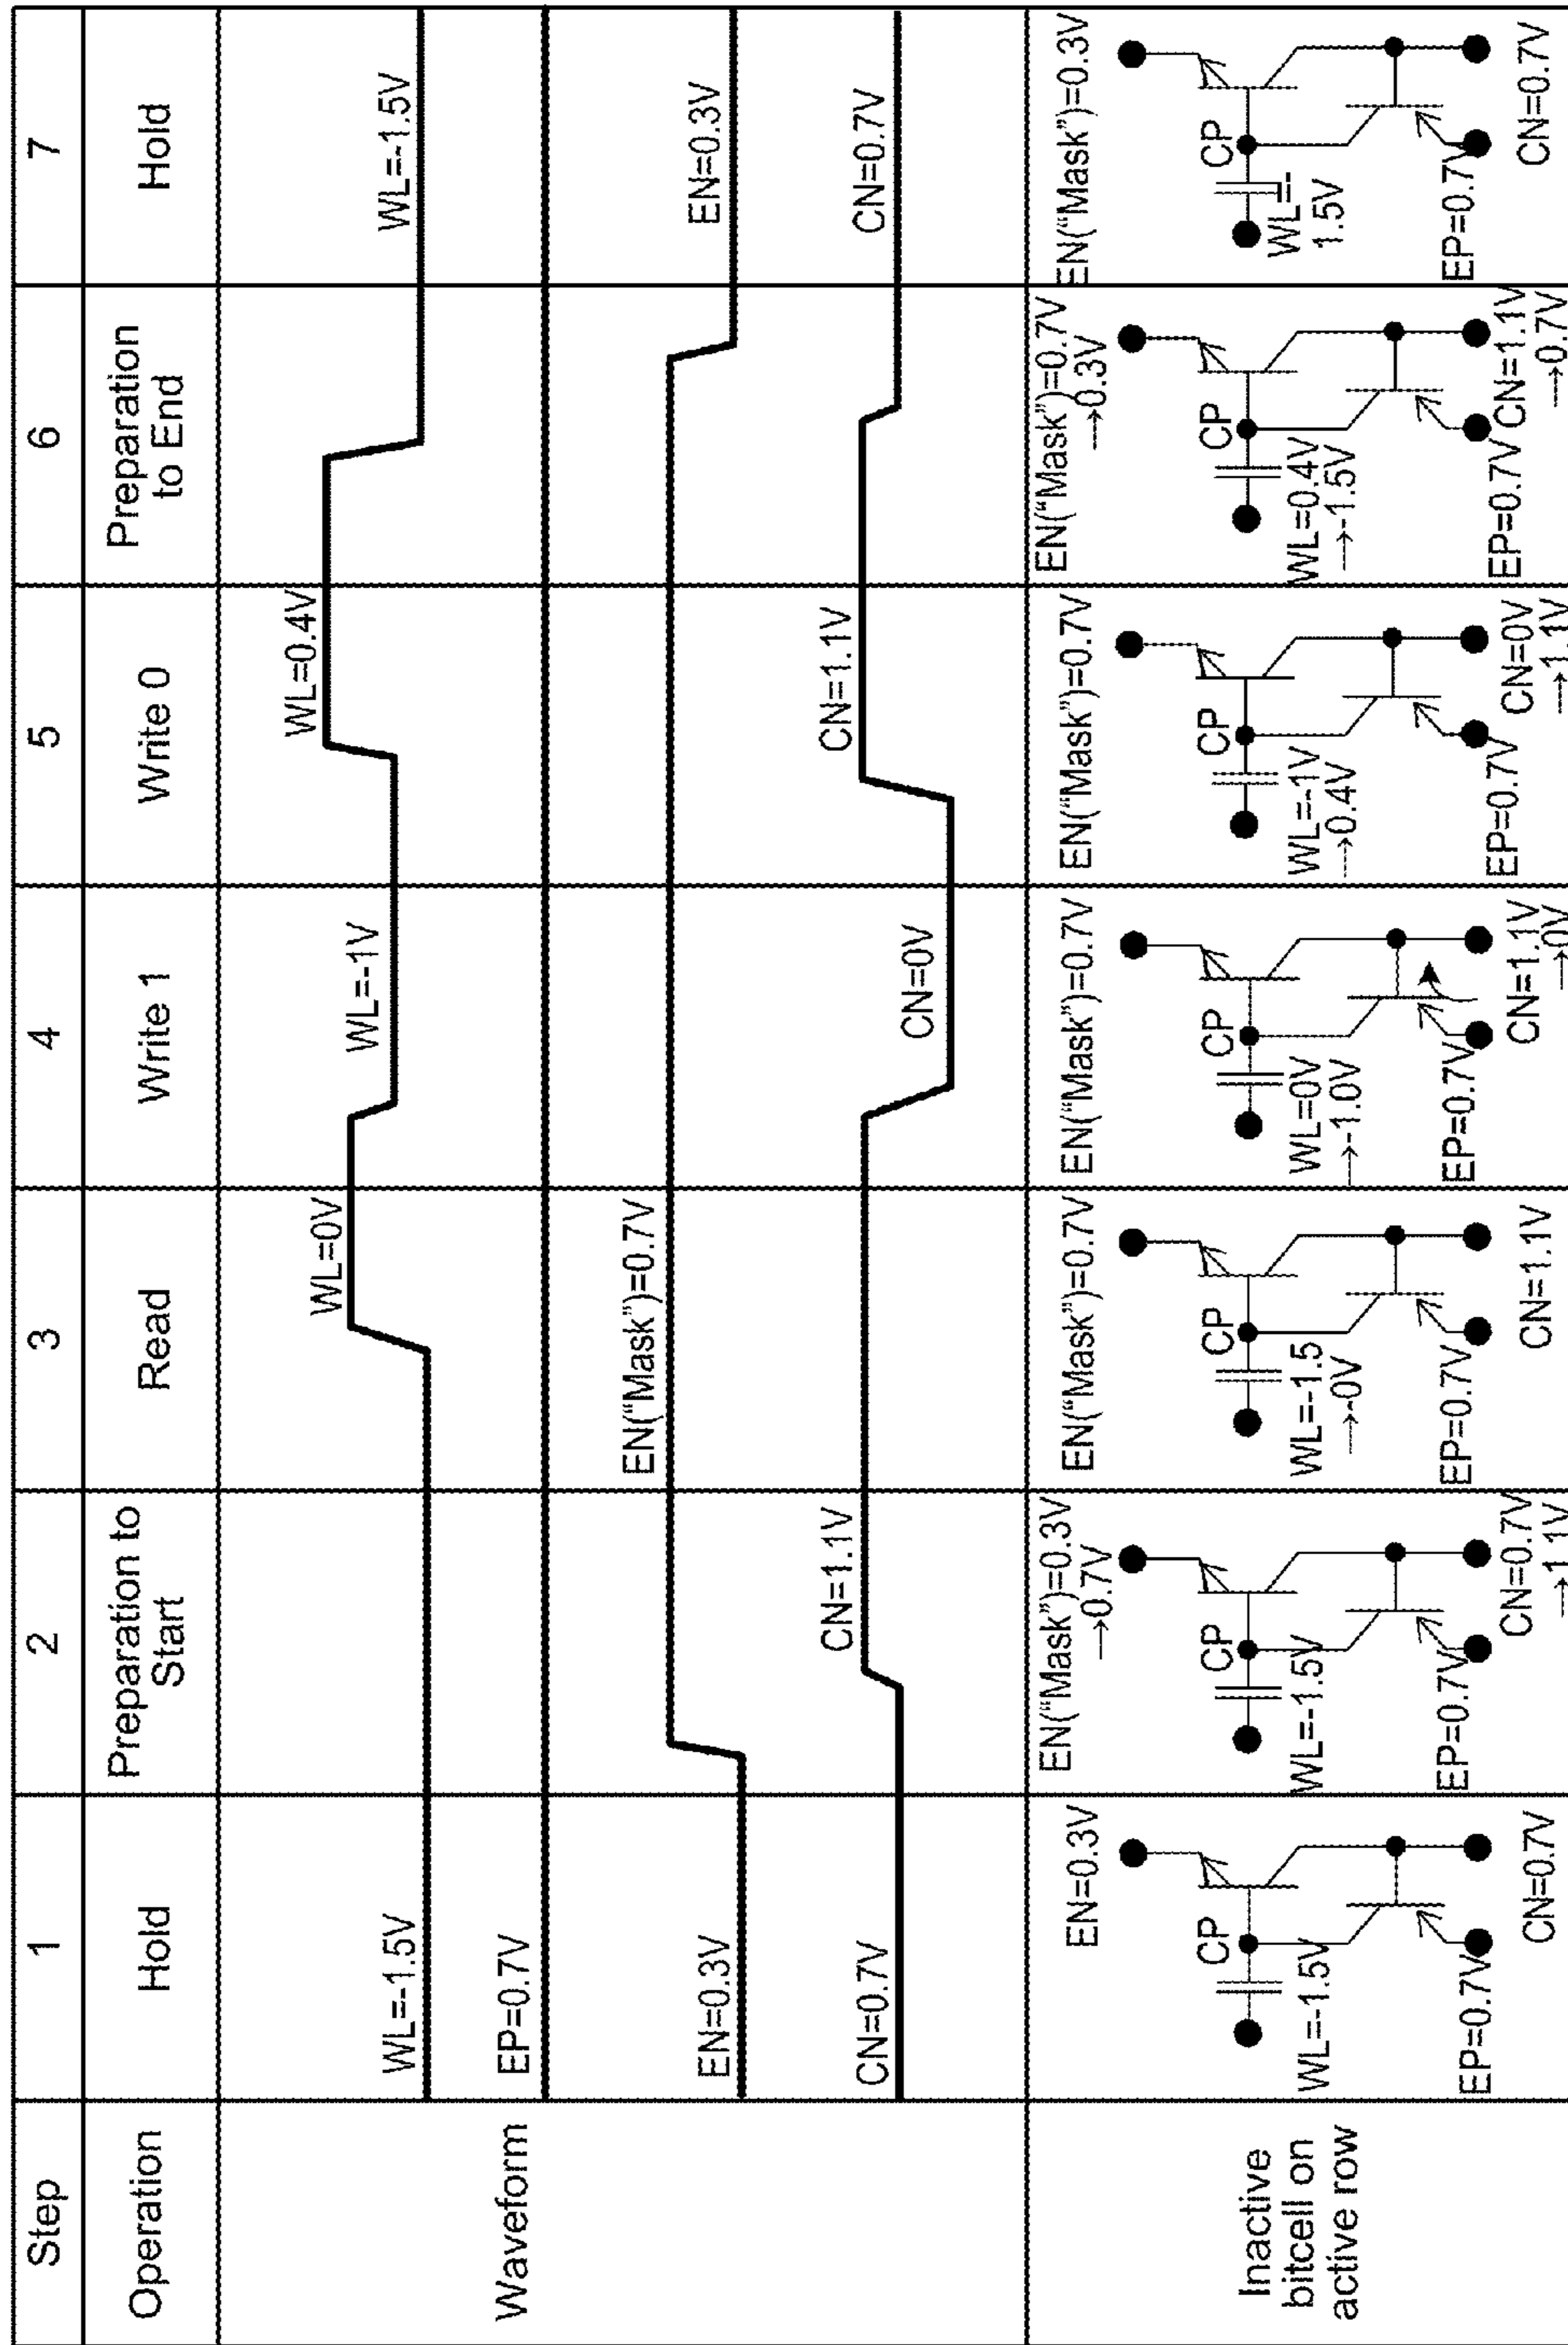 Step
1
2
3
4
5
6
7
Operation
Hold
Preparation to
Start
Read
Write 1
Write 0
Preparation
to End
Hold
Waveform
WL=-1.5V
WL=0V
WL=-1V
WL=0.4V
WL=-1.5V
EP=0.7V
EN=0.3V
EN("Mask")=0.7V
EN=0.3V
CN=0.7V
CN=1.1V
CN=0V
CN=1.1V
CN=0.7V
Inactive
bitcell on
active row
EN=0.3V
CP
WL=-1.5V
EP=0.7V
CN=0.7V
EN("Mask")=0.3V
→0.7V
CP
WL=-1.5V
EP=0.7V
CN=0.7V
→1.1V
EN("Mask")=0.7V
CP
WL=-1.5
→-0V
EP=0.7V
CN=1.1V
EN("Mask")=0.7V
CP
WL=0V
→-1.0V
EP=0.7V
CN=1.1V
→0V
EN("Mask")=0.7V
CP
WL=-1V
→0.4V
EP=0.7V
CN=0V
→1.1V
EN("Mask")=0.7V
→0.3V
CP
WL=0.4V
→-1.5V
EP=0.7V
CN=1.1V
→0.7V
EN("Mask")=0.3V
CP
WL=-
1.5V
EP=0.7V
CN=0.7V